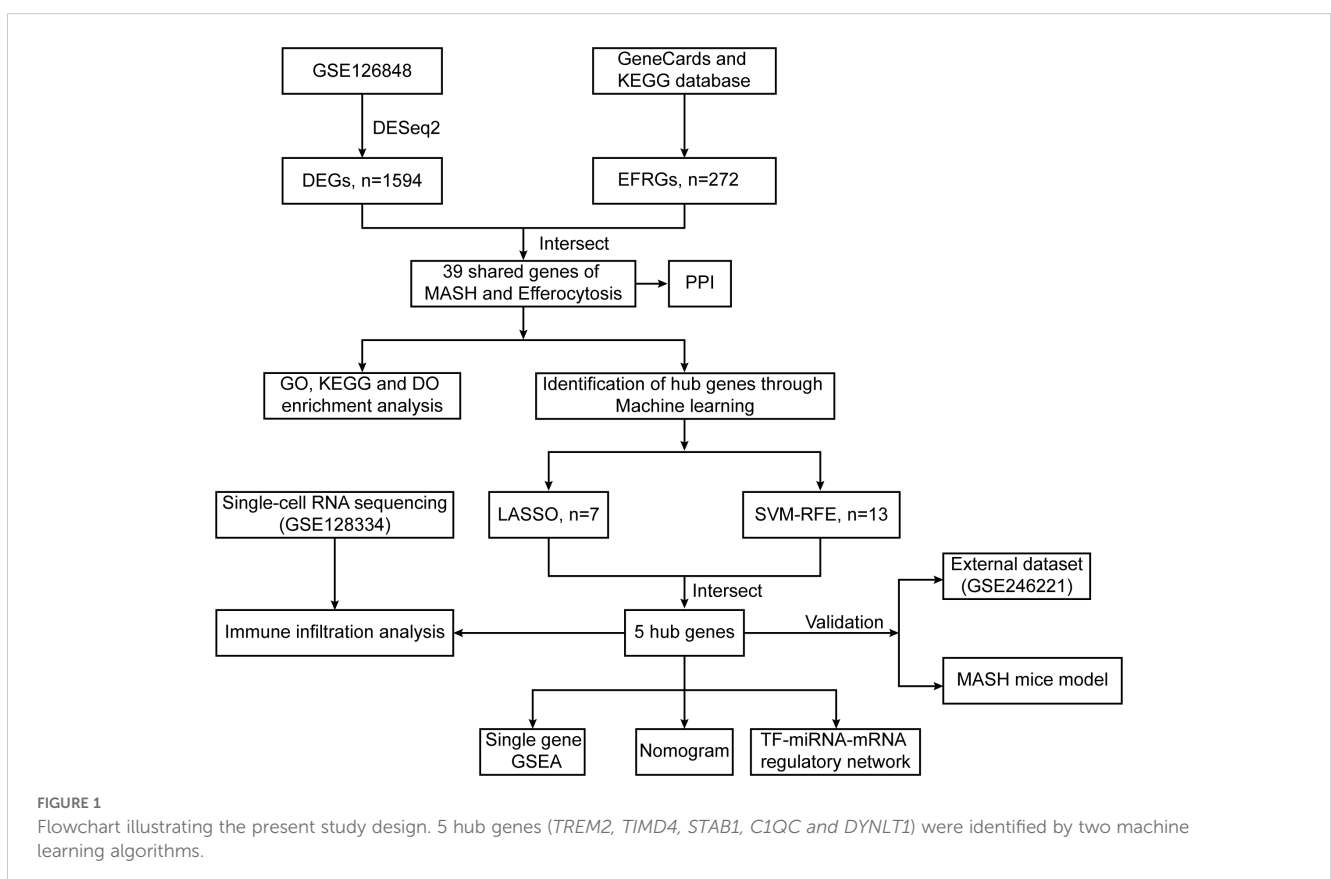 GSE126848
GeneCards and
KEGG database
DESeq2
DEGs, n=1594
EFRGs, n=272
Intersect
39 shared genes of
MASH and Efferocytosis
PPI
GO, KEGG and DO
enrichment analysis
Identification of hub genes through
Machine learning
Single-cell RNA sequencing
(GSE128334)
LASSO, n=7
SVM-RFE, n=13
External dataset
(GSE246221)
Intersect
Immune infiltration analysis
5 hub genes
Validation
MASH mice model
Single gene
GSEA
Nomogram
TF-miRNA-mRNA
regulatory network
FIGURE 1
Flowchart illustrating the present study design. 5 hub genes (TREM2, TIMD4, STAB1, C1QC and DYNLT1) were identified by two machine
learning algorithms.